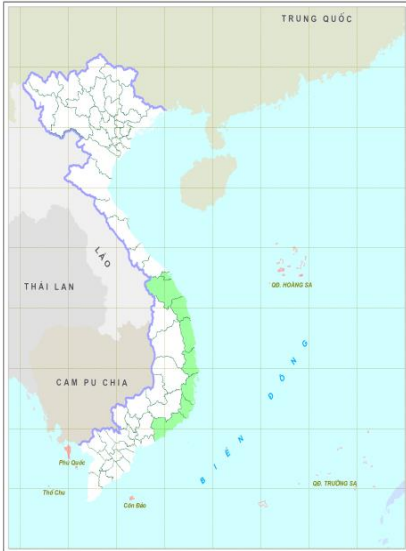 TRUNG QUỐC
LÀO
QĐ. HOÀNG SA
THÁI LAN
CAM PU CHIA
BIỂN ĐÔNG
Phú Quốc
QĐ. TRƯỜNG SA
Thổ Chu
Côn Đảo